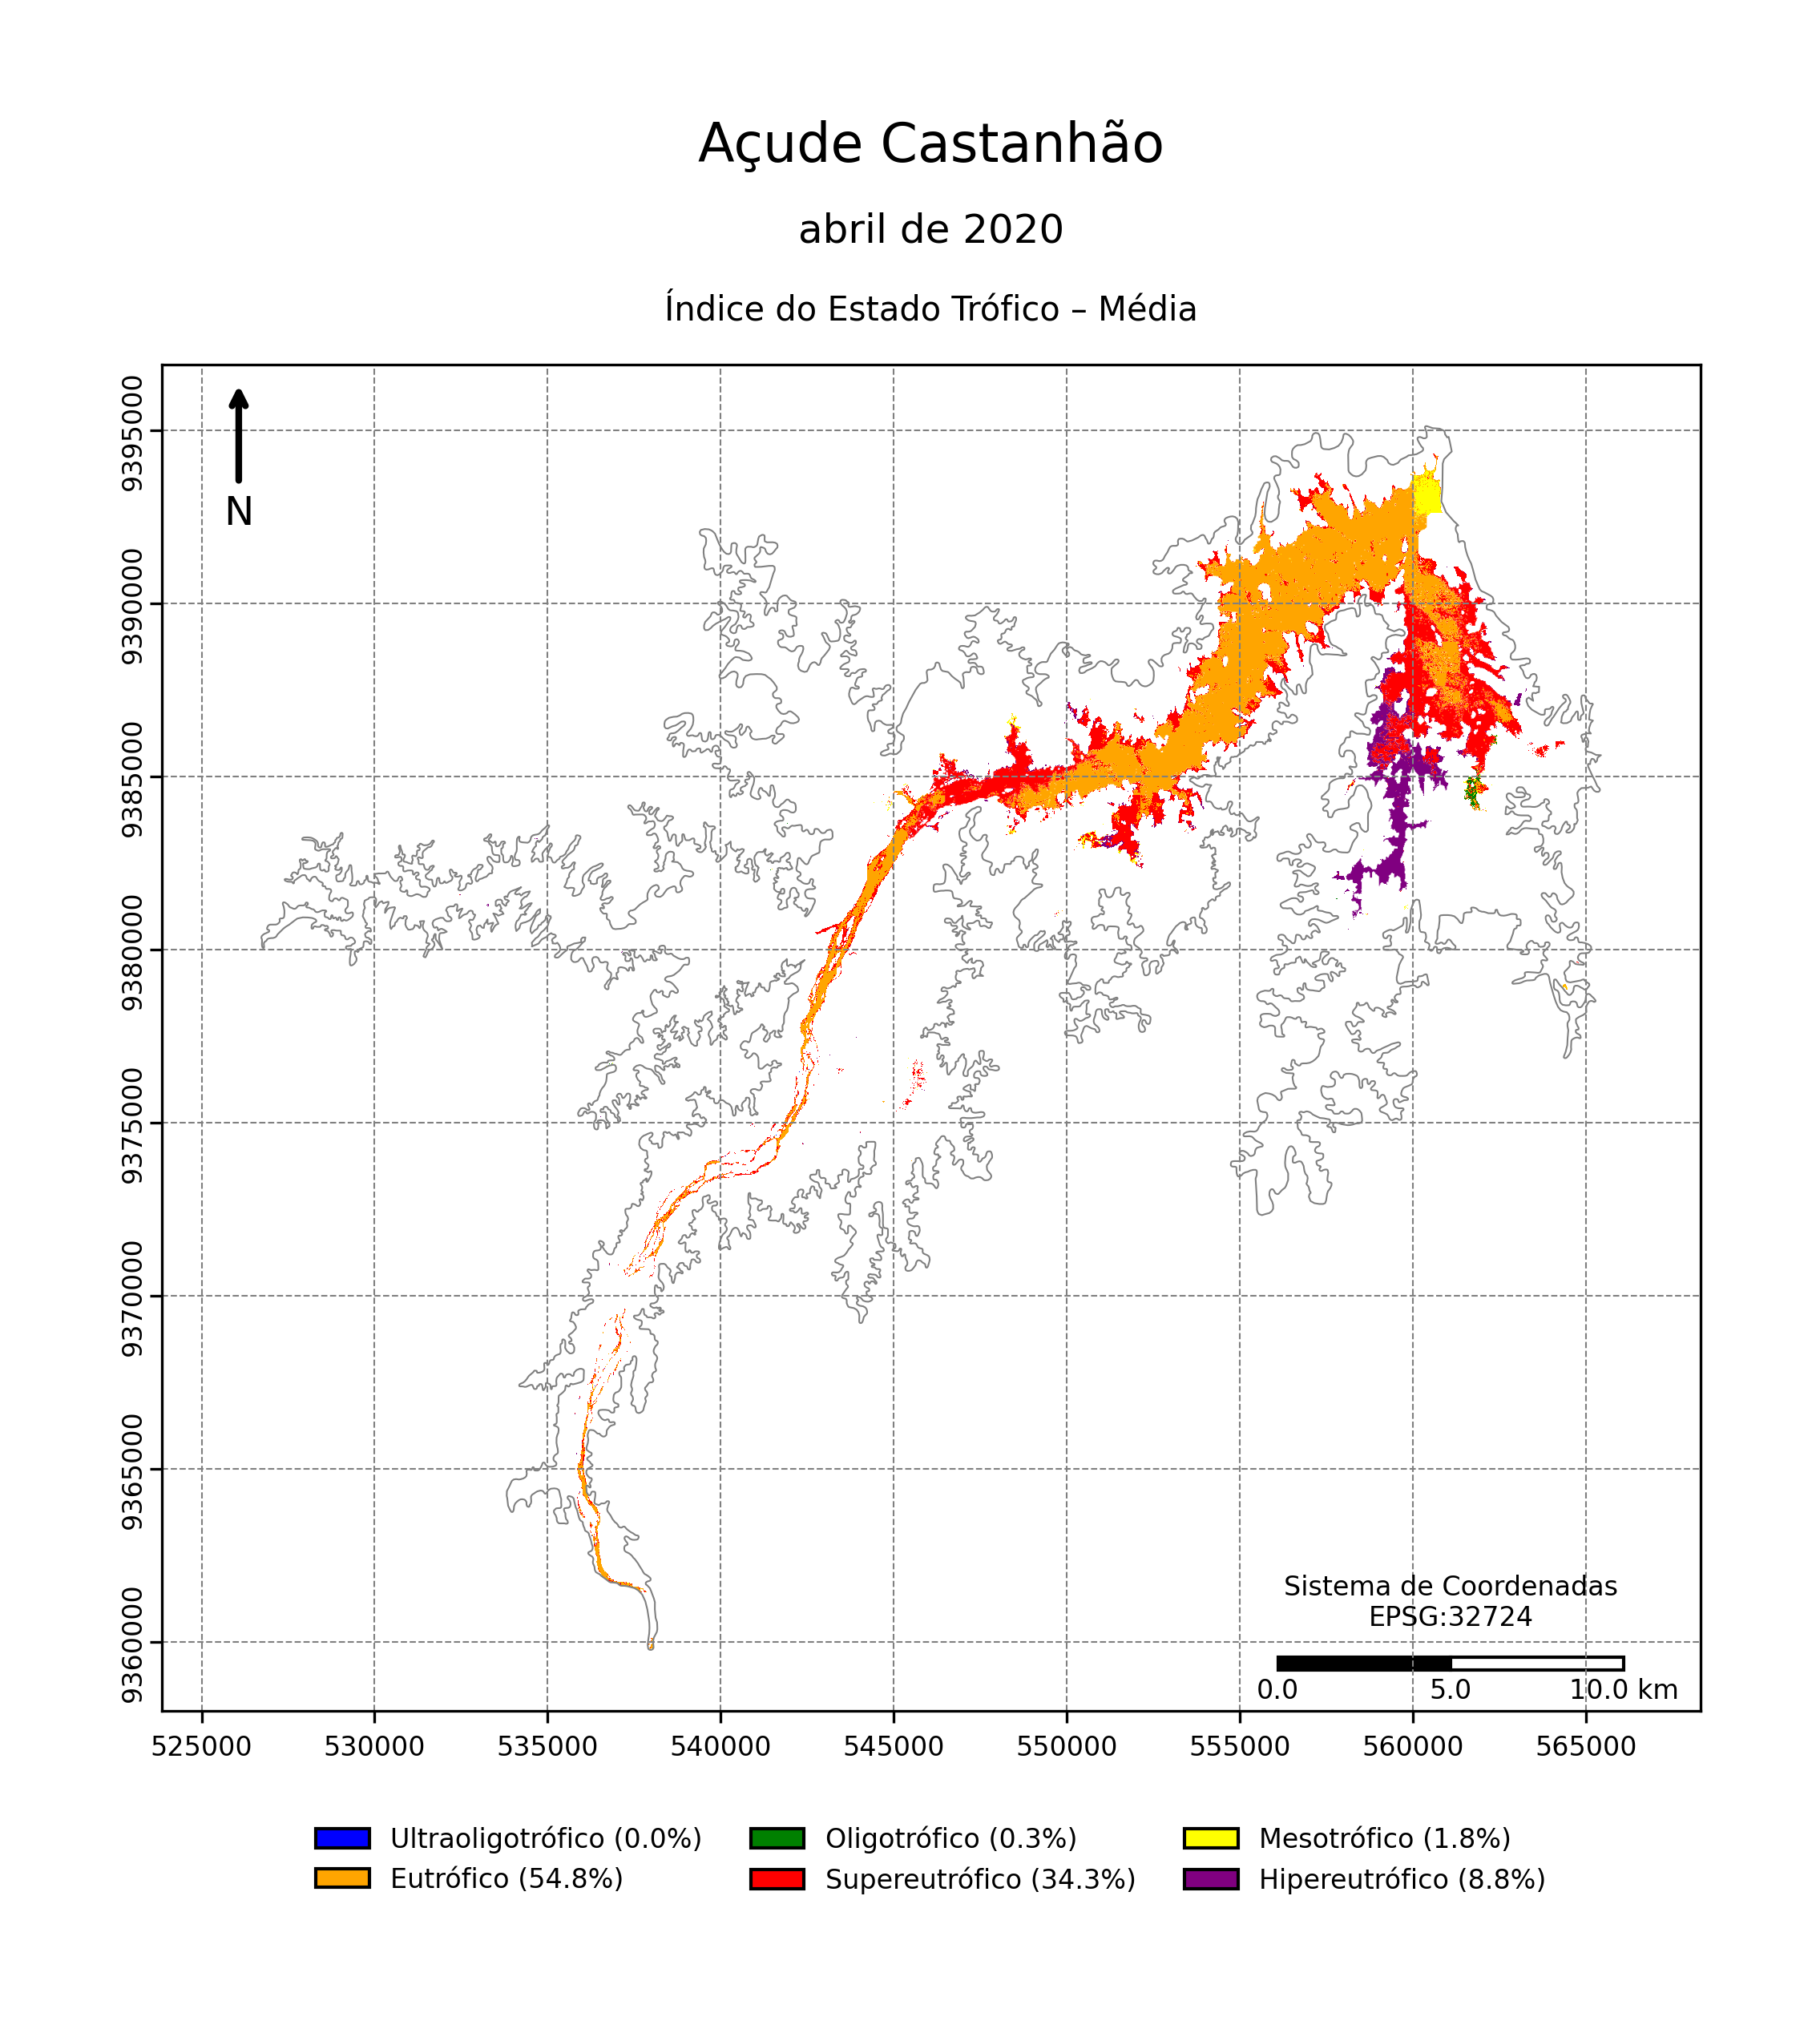 Açude Castanhão
abril de 2020
Índice do Estado Trófico – Média
N
9395000
9390000
9385000
9380000
9375000
9370000
9365000
9360000
Sistema de Coordenadas
EPSG:32724
0.0 5.0 10.0 km
525000 530000 535000 540000 545000 550000 555000 560000 565000
Ultraoligotrófico (0.0%) Oligotrófico (0.3%) Mesotrófico (1.8%)
Eutrófico (54.8%) Supereutrófico (34.3%) Hipereutrófico (8.8%)